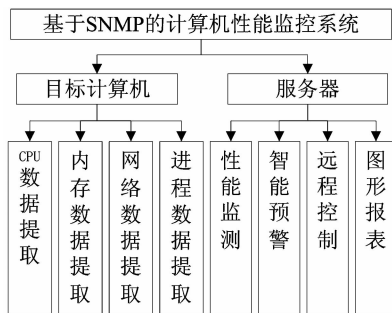 基于SNMP的计算机性能监控系统
目标计算机
服务器
CPU数据提取
内存数据提取
网络数据提取
进程数据提取
性能监测
智能预警
远程控制
图形报表